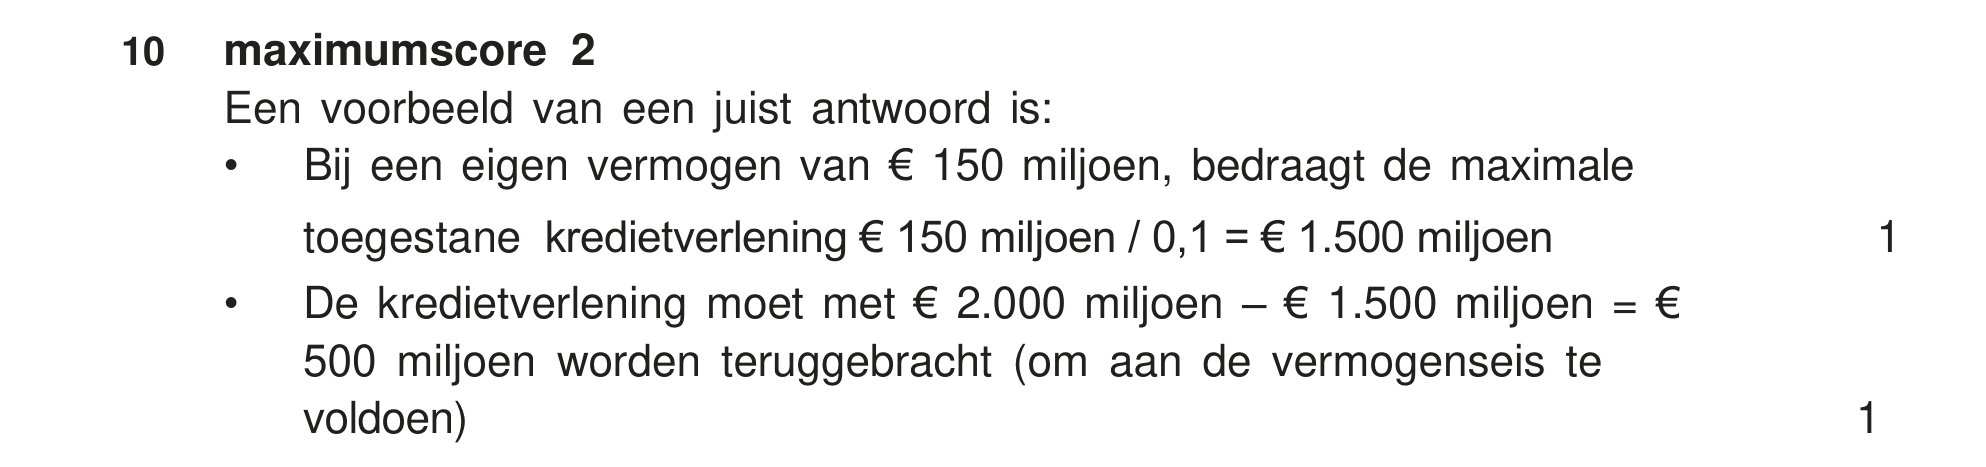 10 maximumscore 2
Een voorbeeld van een juist antwoord is:
• Bij een eigen vermogen van € 150 miljoen, bedraagt de maximale
toegestane kredietverlening € 150 miljoen / 0,1 = € 1.500 miljoen 1
• De kredietverlening moet met € 2.000 miljoen – € 1.500 miljoen = €
500 miljoen worden teruggebracht (om aan de vermogenseis te
voldoen) 1